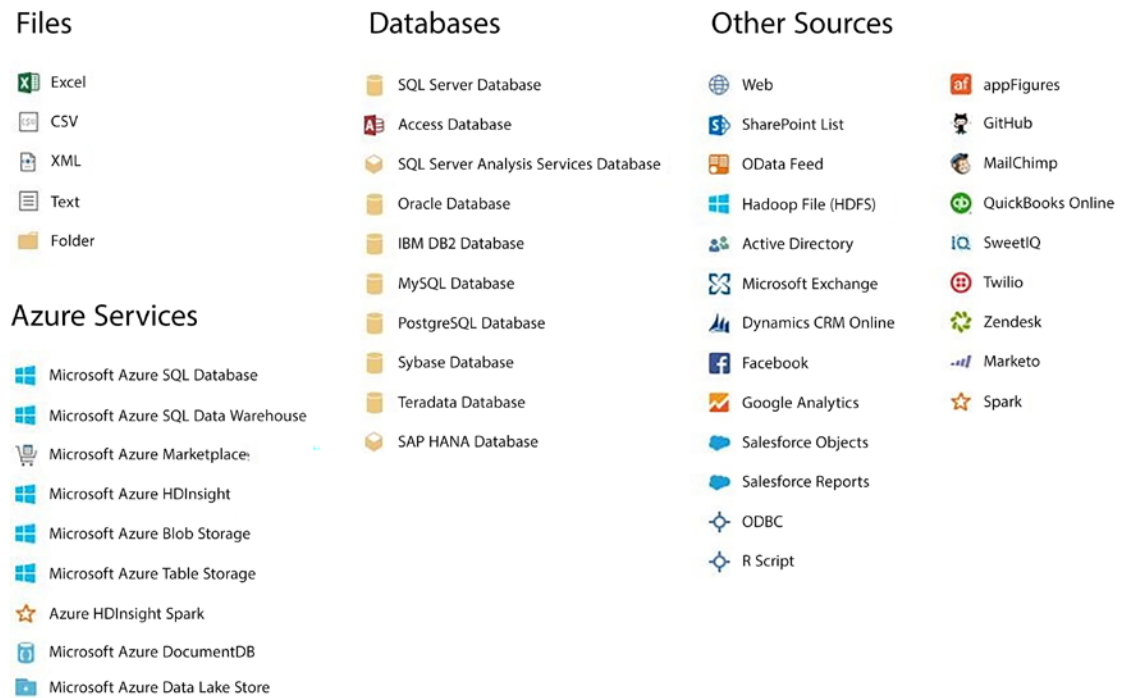 Files
Excel
CSV
XML
Text
Folder
Azure Services
Microsoft Azure SQL Database
Microsoft Azure SQL Data Warehouse
Microsoft Azure Marketplace
Microsoft Azure HDInsight
Microsoft Azure Blob Storage
Microsoft Azure Table Storage
Azure HDInsight Spark
Microsoft Azure DocumentDB
Microsoft Azure Data Lake Store
Databases
SQL Server Database
Access Database
SQL Server Analysis Services Database
Oracle Database
IBM DB2 Database
MySQL Database
PostgreSQL Database
Sybase Database
Teradata Database
SAP HANA Database
Other Sources
Web
SharePoint List
OData Feed
Hadoop File (HDFS)
Active Directory
Microsoft Exchange
Dynamics CRM Online
Facebook
Google Analytics
Salesforce Objects
Salesforce Reports
ODBC
R Script
appFigures
GitHub
MailChimp
QuickBooks Online
SweetIQ
Twilio
Zendesk
Marketo
Spark